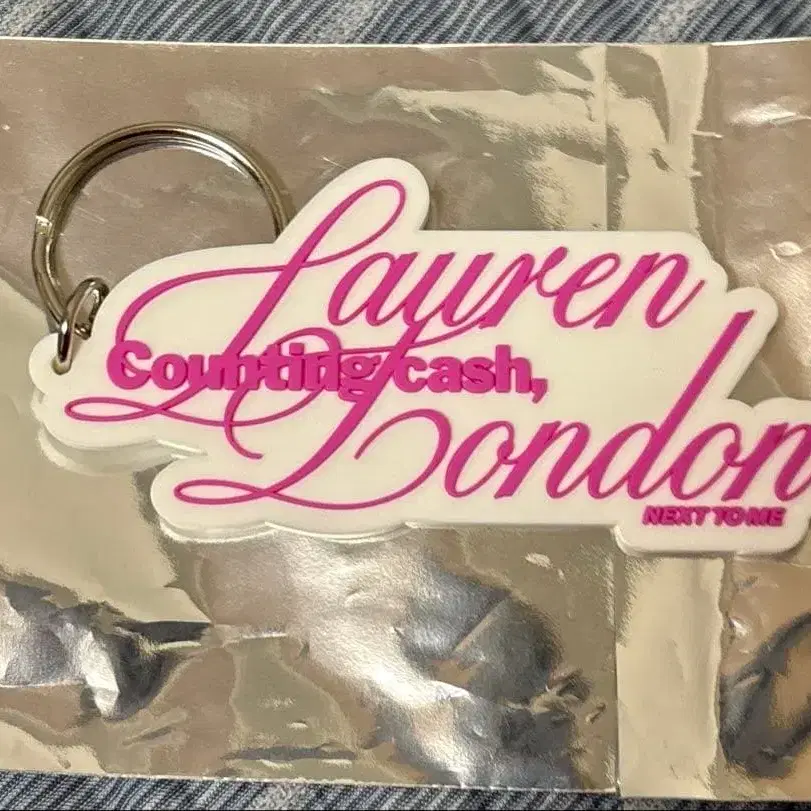 Lauren
Counting cash,
London
NEXT TO ME